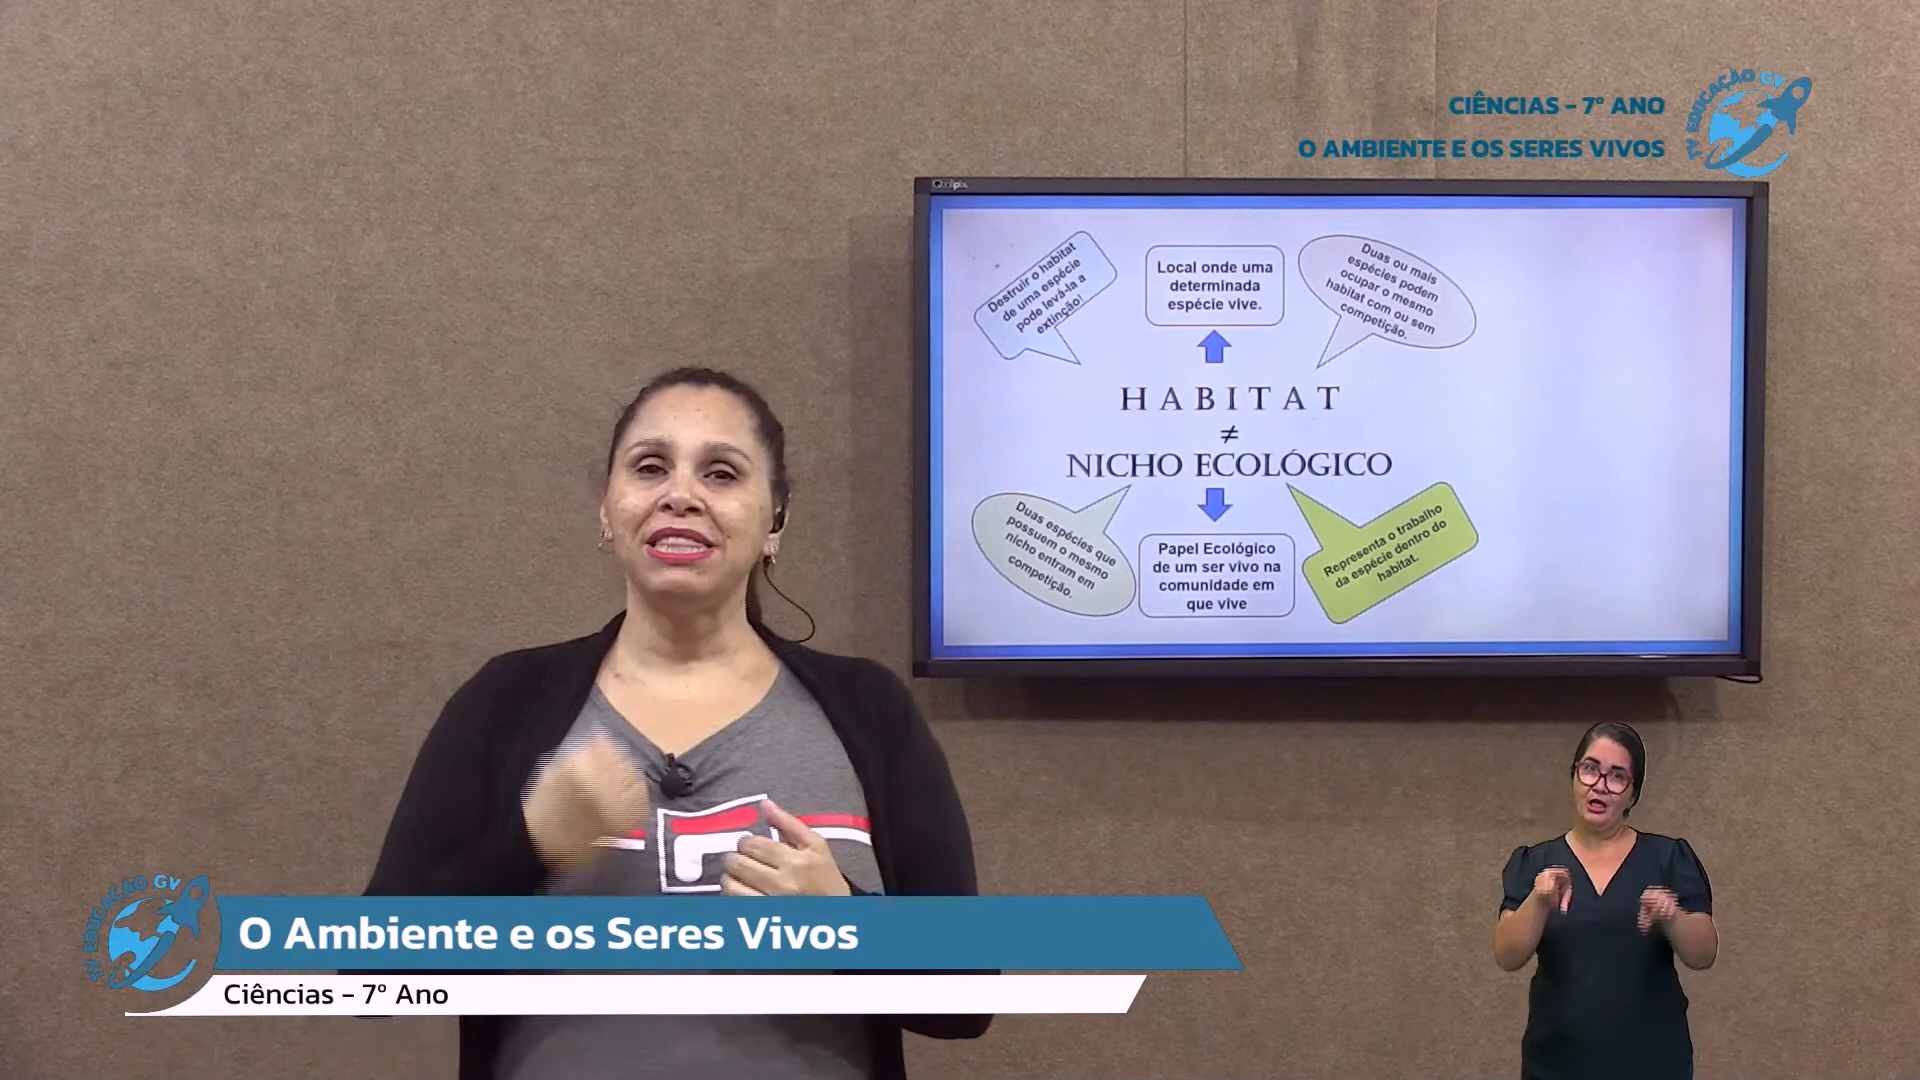 TV EDUCAÇÃO GV
CIÊNCIAS - 7º ANO
O AMBIENTE E OS SERES VIVOS
Qualipix
Destruir o habitat
de uma espécie
pode levá-la a
extinção!
Local onde uma
determinada
espécie vive.
Duas ou mais
espécies podem
ocupar o mesmo
habitat com ou sem
competição.
HABITAT
≠
NICHO ECOLÓGICO
Duas espécies que
possuem o mesmo
nicho entram em
competição.
Papel Ecológico
de um ser vivo na
comunidade em
que vive
Representa o trabalho
da espécie dentro do
habitat.
TV EDUCAÇÃO GV
O Ambiente e os Seres Vivos
Ciências - 7º Ano